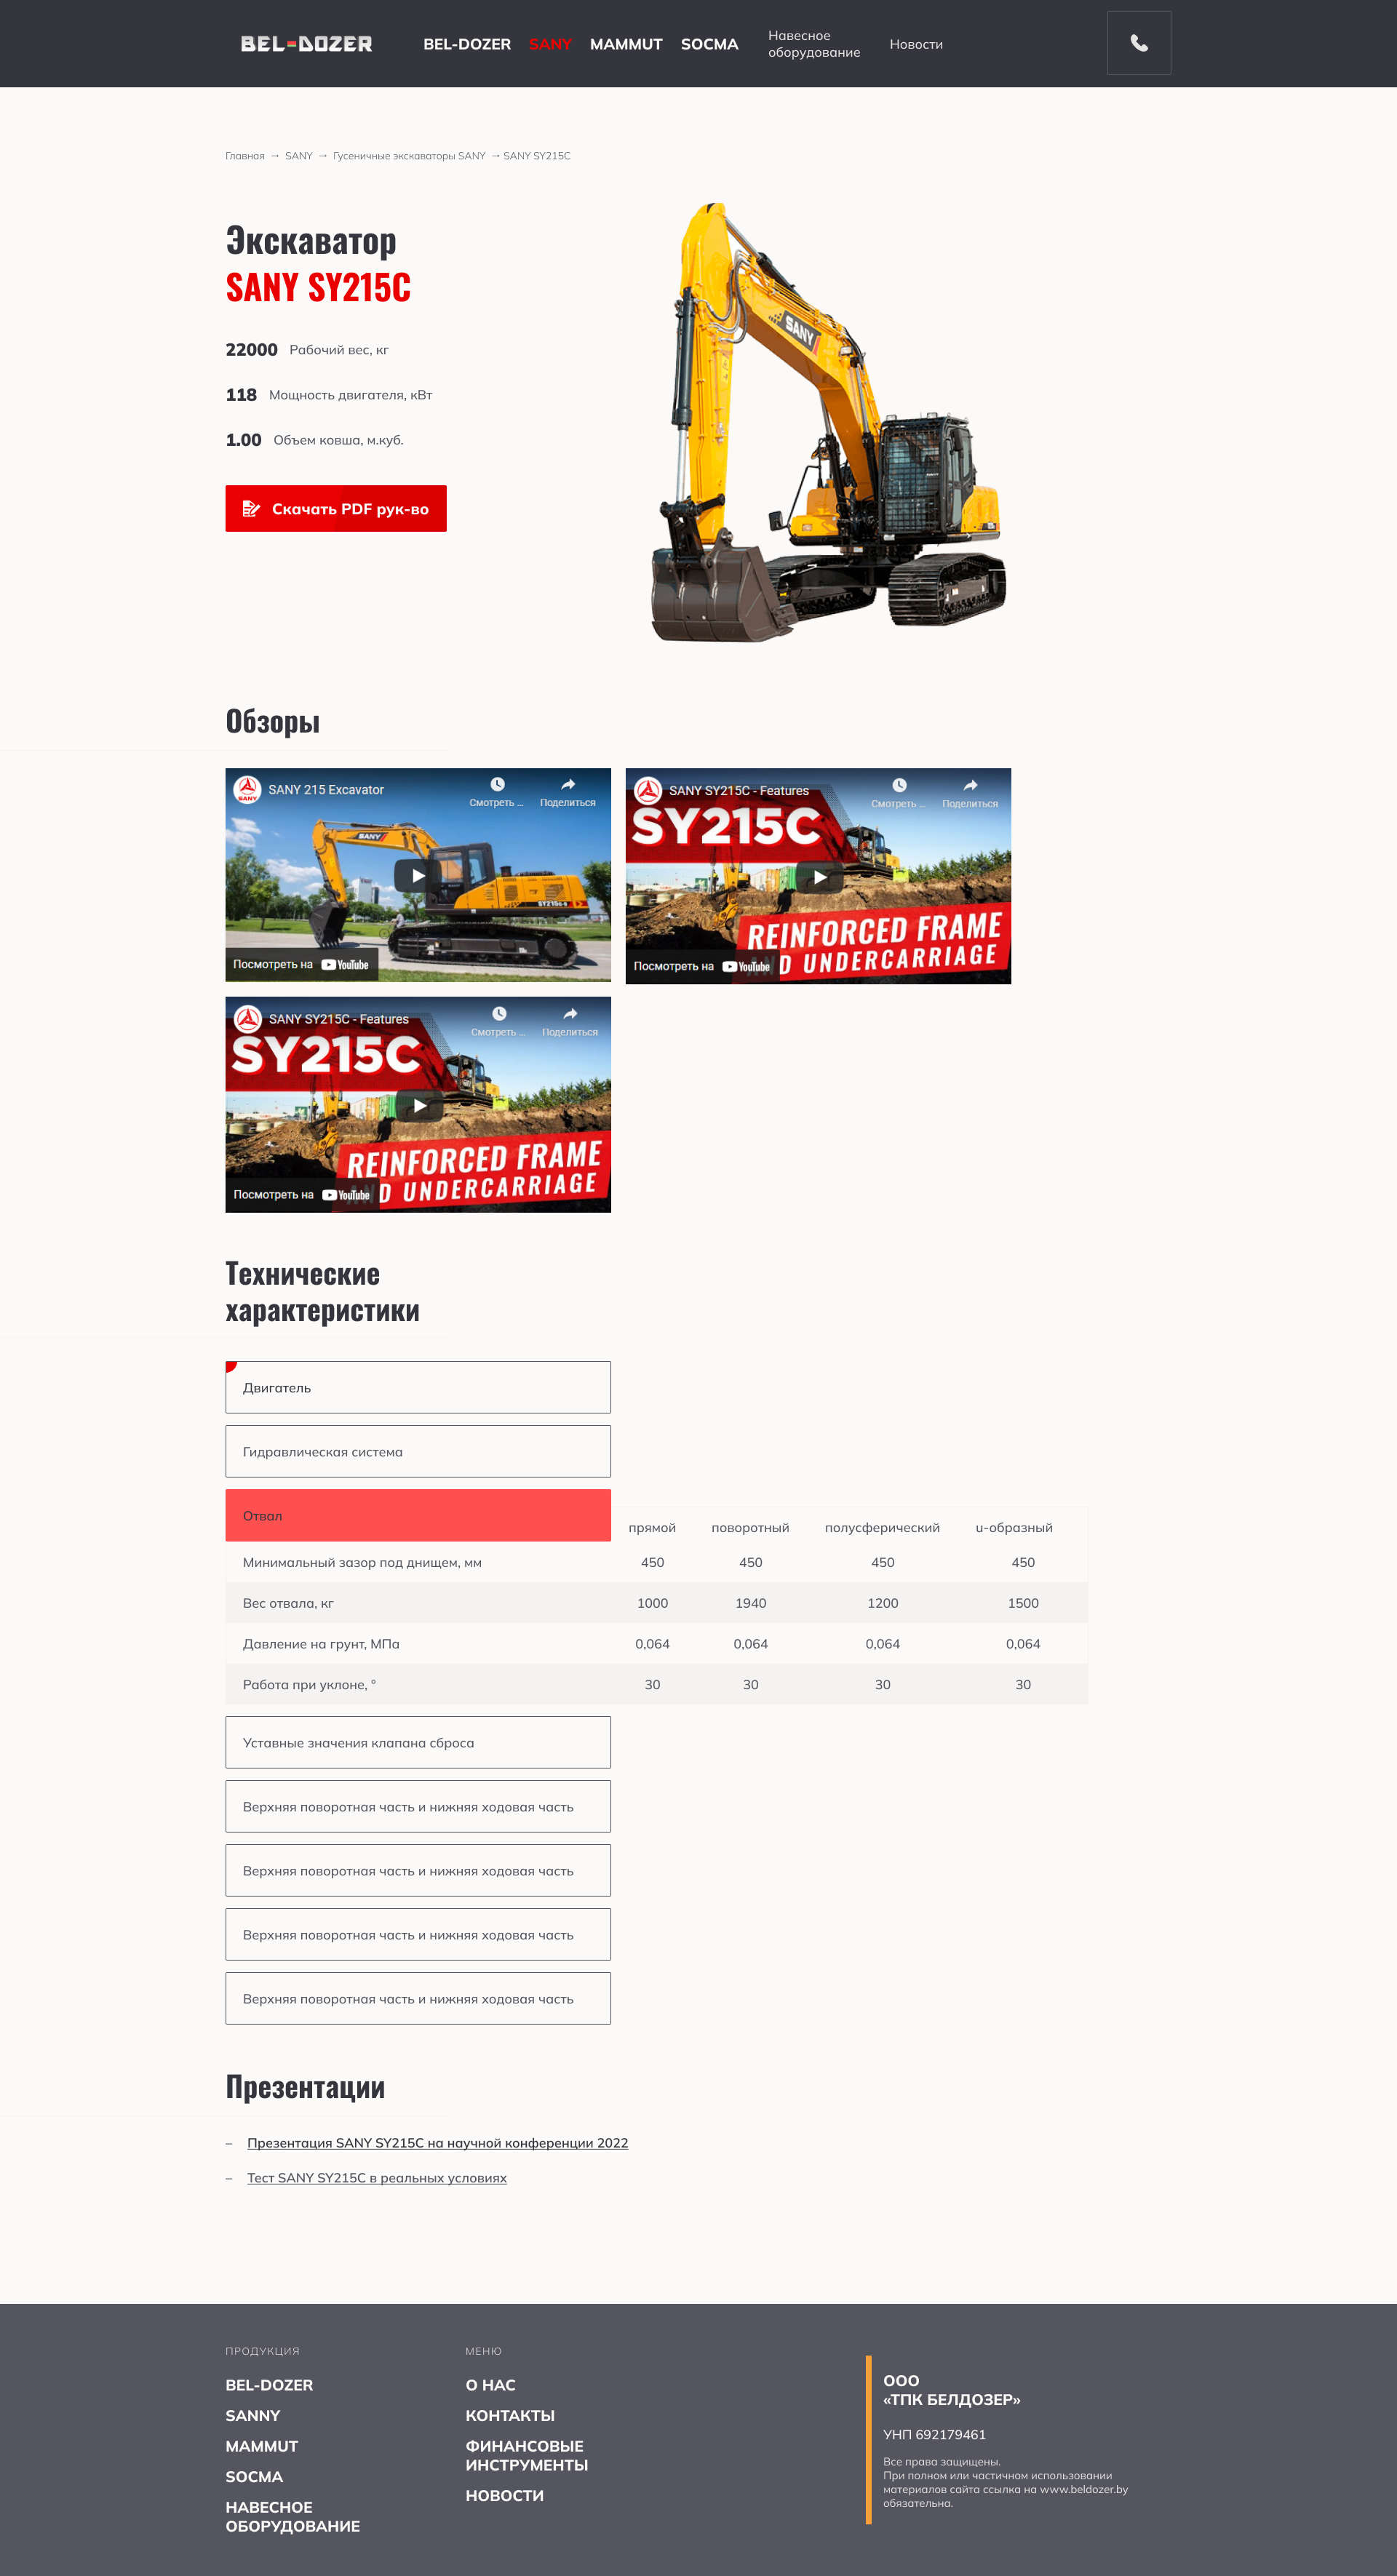 BEL-DOZER
BEL-DOZER SANY MAMMUT SOCMA
Навесное
оборудование
Новости
Главная → SANY → Гусеничные экскаваторы SANY → SANY SY215C
Экскаватор
SANY SY215C
22000 Рабочий вес, кг
118 Мощность двигателя, кВт
1.00 Объем ковша, м.куб.
Скачать PDF рук-во
SANY
Обзоры
SANY
SANY 215 Excavator
Смотреть ...
Поделиться
SANY
SY215C-9
Посмотреть на YouTube
SANY SY215C - Features
Смотреть ...
Поделиться
SY215C
REINFORCED FRAME
AND UNDERCARRIAGE
Посмотреть на YouTube
SANY SY215C - Features
Смотреть ...
Поделиться
SY215C
REINFORCED FRAME
AND UNDERCARRIAGE
Посмотреть на YouTube
Технические
характеристики
Двигатель
Гидравлическая система
Отвал
прямой поворотный полусферический u-образный
Минимальный зазор под днищем, мм 450 450 450 450
Вес отвала, кг 1000 1940 1200 1500
Давление на грунт, МПа 0,064 0,064 0,064 0,064
Работа при уклоне, ° 30 30 30 30
Уставные значения клапана сброса
Верхняя поворотная часть и нижняя ходовая часть
Верхняя поворотная часть и нижняя ходовая часть
Верхняя поворотная часть и нижняя ходовая часть
Верхняя поворотная часть и нижняя ходовая часть
Презентации
– Презентация SANY SY215C на научной конференции 2022
– Тест SANY SY215C в реальных условиях
ПРОДУКЦИЯ
BEL-DOZER
SANNY
MAMMUT
SOCMA
НАВЕСНОЕ
ОБОРУДОВАНИЕ
МЕНЮ
О НАС
КОНТАКТЫ
ФИНАНСОВЫЕ
ИНСТРУМЕНТЫ
НОВОСТИ
ООО
«ТПК БЕЛДОЗЕР»
УНП 692179461
Все права защищены.
При полном или частичном использовании
материалов сайта ссылка на www.beldozer.by
обязательна.